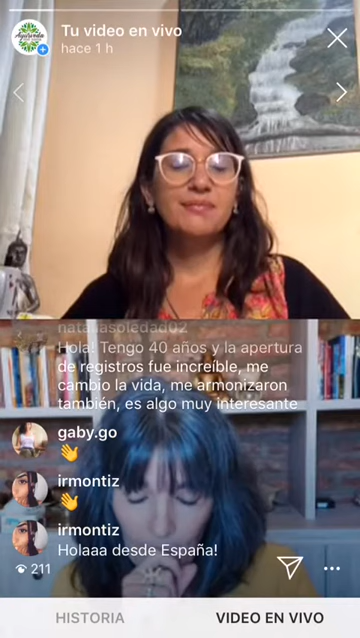 Tu video en vivo
hace 1 h
Ayurveda
nataliasoledad02
Hola! Tengo 40 años y la apertura
de registros fue increíble, me
cambio la vida, me armonizaron
también, es algo muy interesante
gaby.go
👋
irmontiz
👋
irmontiz
Holaaa desde España!
211
HISTORIA
VIDEO EN VIVO